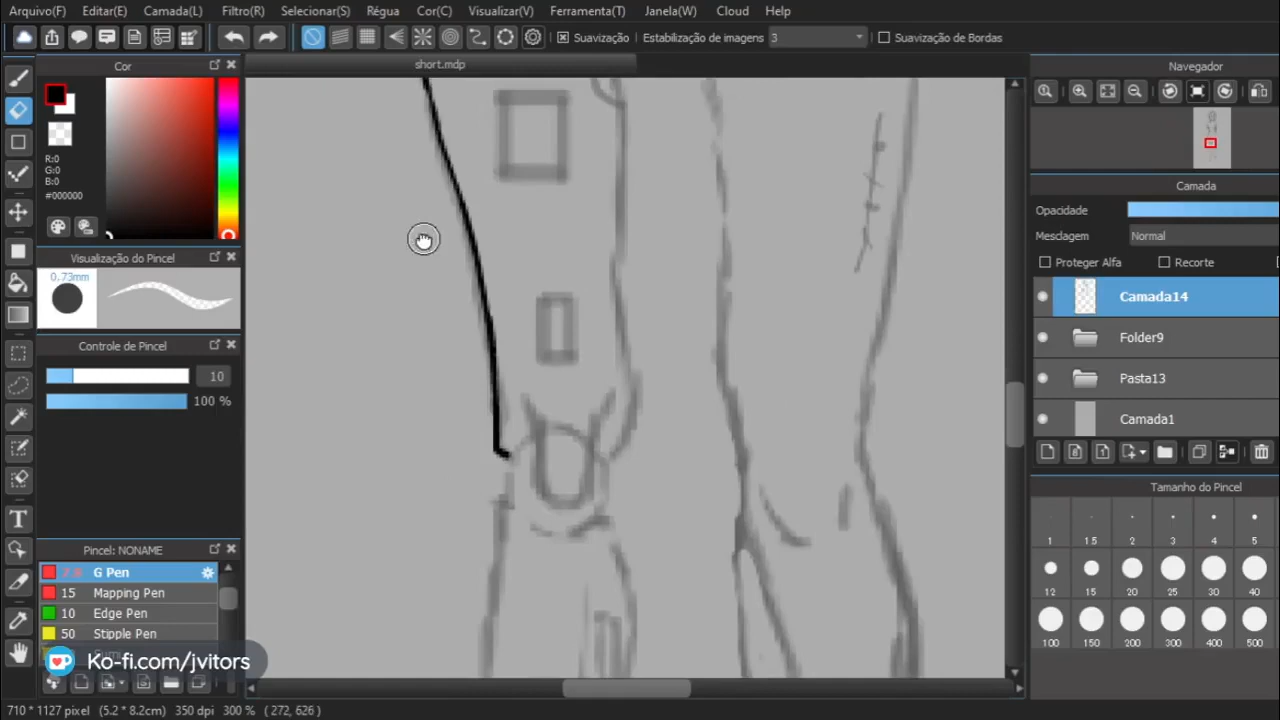 Arquivo(F) Editar(E) Camada(L) Filtro(R) Selecionar(S) Régua Cor(C) Visualizar(V) Ferramenta(T) Janela(W) Cloud Help
Suavização Estabilização de imagens 3 Suavização de Bordas
Cor
short.mdp
Navegador
R:0
G:0
B:0
#000000
Camada
Opacidade
Mesclagem Normal
Proteger Alfa Recorte
Visualização do Pincel
0.73mm
Camada14
Folder9
Pasta13
Camada1
Controle de Pincel
10
100 %
Tamanho do Pincel
1 1.5 2 3 4 5
12 15 20 25 30 40
100 150 200 300 400 500
Pincel: NONAME
G Pen
15 Mapping Pen
10 Edge Pen
50 Stipple Pen
Ko-fi.com/jvitors
710 * 1127 pixel (5.2 * 8.2cm) 350 dpi 300 % ( 272, 626 )